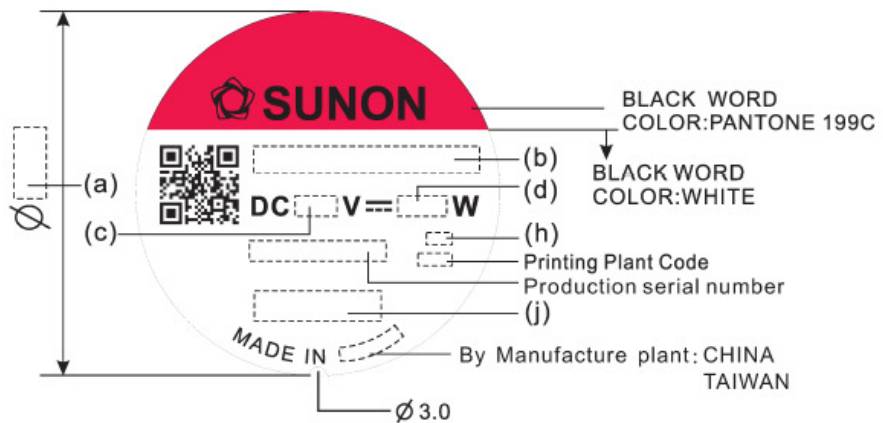 SUNON
BLACK WORD
COLOR:PANTONE 199C
(b)
BLACK WORD
COLOR:WHITE
(a)
Ø
(d)
DC V W
(c)
(h)
Printing Plant Code
Production serial number
(j)
MADE IN
By Manufacture plant: CHINA
TAIWAN
Ø 3.0